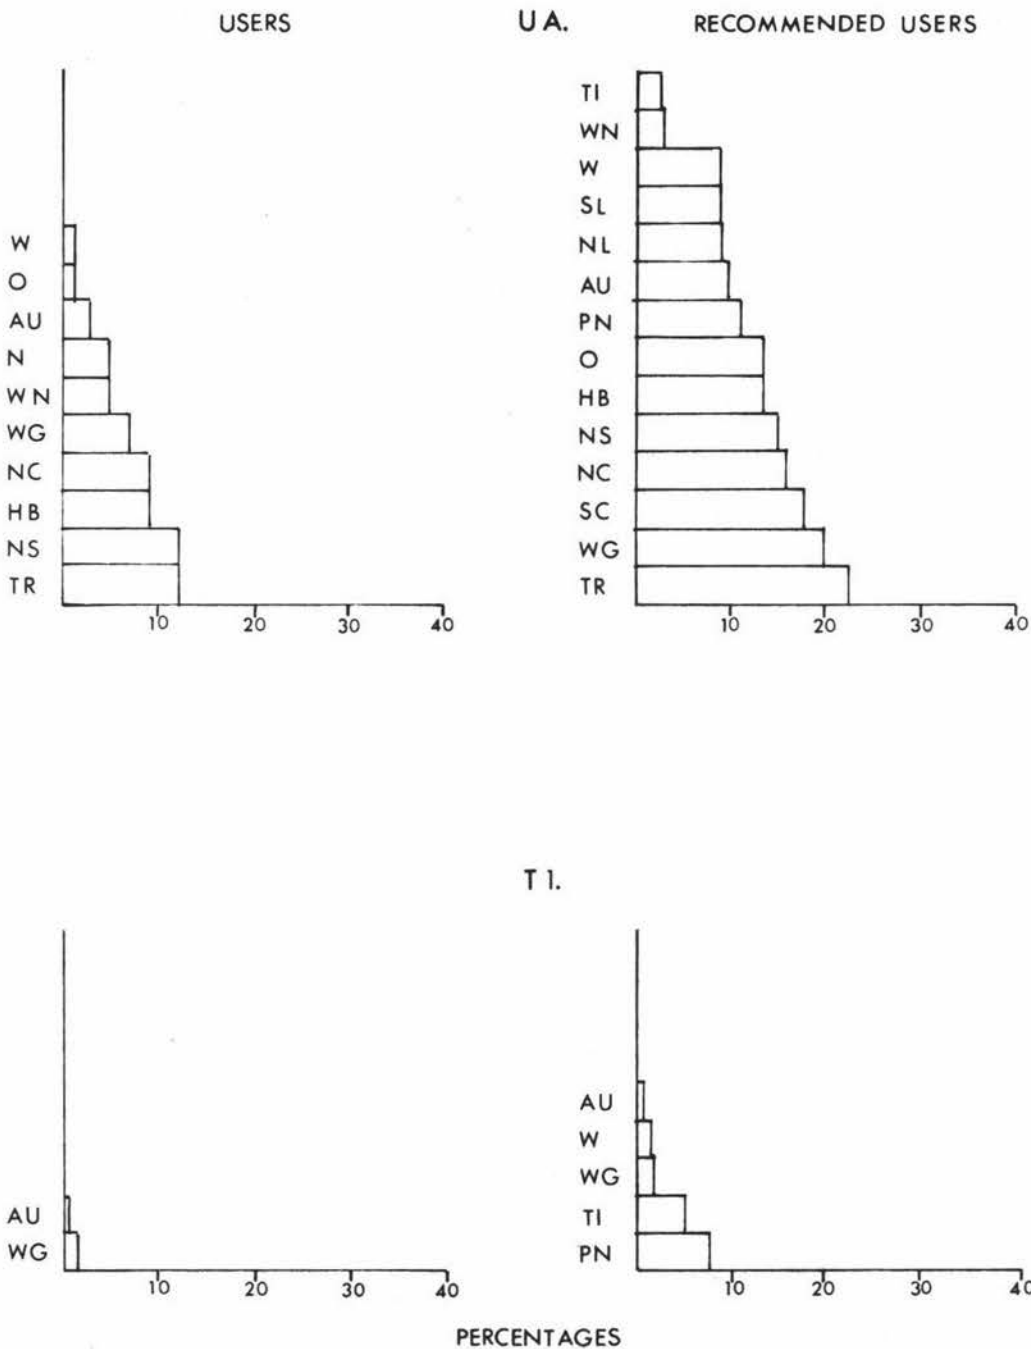 USERS U A. RECOMMENDED USERS
W
O
AU
N
WN
WG
NC
HB
NS
TR
10 20 30 40
TI
WN
W
SL
NL
AU
PN
O
HB
NS
NC
SC
WG
TR
10 20 30 40
T 1.
AU
WG
10 20 30 40
AU
W
WG
TI
PN
10 20 30 40
PERCENTAGES